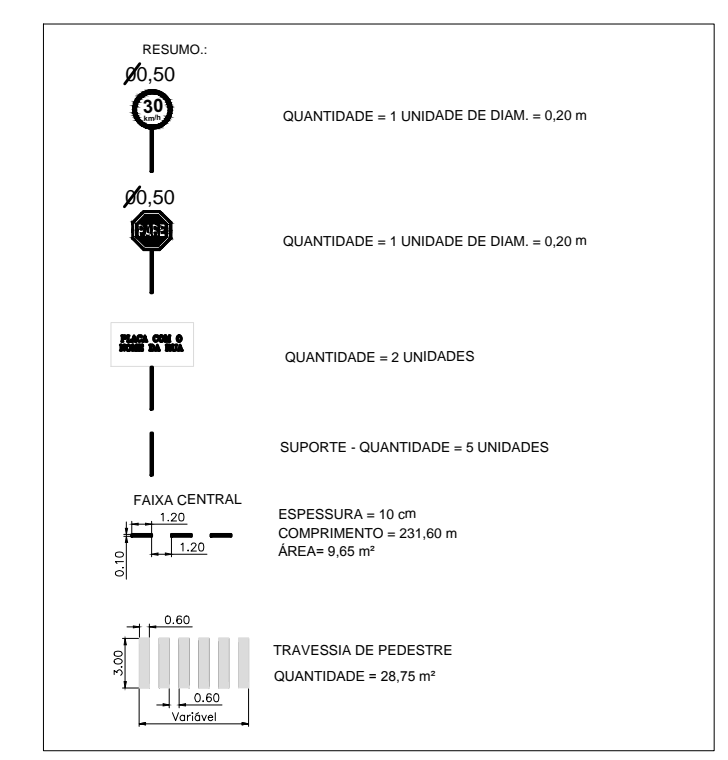 RESUMO.:
Ø0,50
30
km/h
QUANTIDADE = 1 UNIDADE DE DIAM. = 0,20 m
Ø0,50
PARE
QUANTIDADE = 1 UNIDADE DE DIAM. = 0,20 m
PLACA COM O
NOME DA RUA
QUANTIDADE = 2 UNIDADES
SUPORTE - QUANTIDADE = 5 UNIDADES
FAIXA CENTRAL
1.20
1.20
0.10
ESPESSURA = 10 cm
COMPRIMENTO = 231,60 m
ÁREA= 9,65 m²
0.60
3.00
0.60
Variável
TRAVESSIA DE PEDESTRE
QUANTIDADE = 28,75 m²